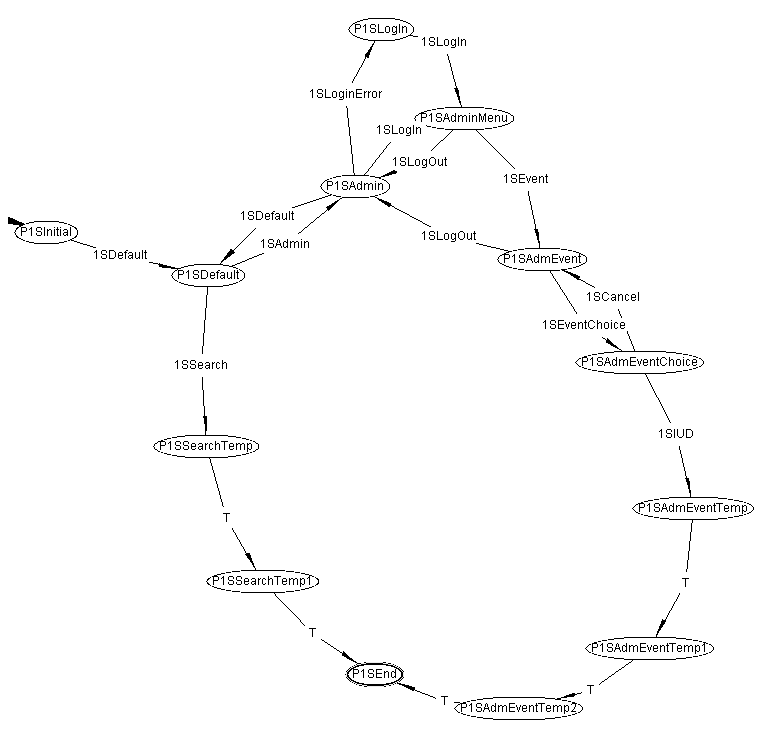 P1SLogIn
1SLogIn
1SLoginError
P1SAdminMenu
1SLogIn
1SLogOut
1SEvent
P1SAdmin
1SDefault
P1SInitial
1SLogOut
1SAdmin
1SDefault
P1SAdmEvent
P1SDefault
1SCancel
1SEventChoice
P1SAdmEventChoice
1SSearch
1SIUD
P1SSearchTemp
P1SAdmEventTemp
T
P1SSearchTemp1
T
T
P1SAdmEventTemp1
P1SEnd
T
T
P1SAdmEventTemp2